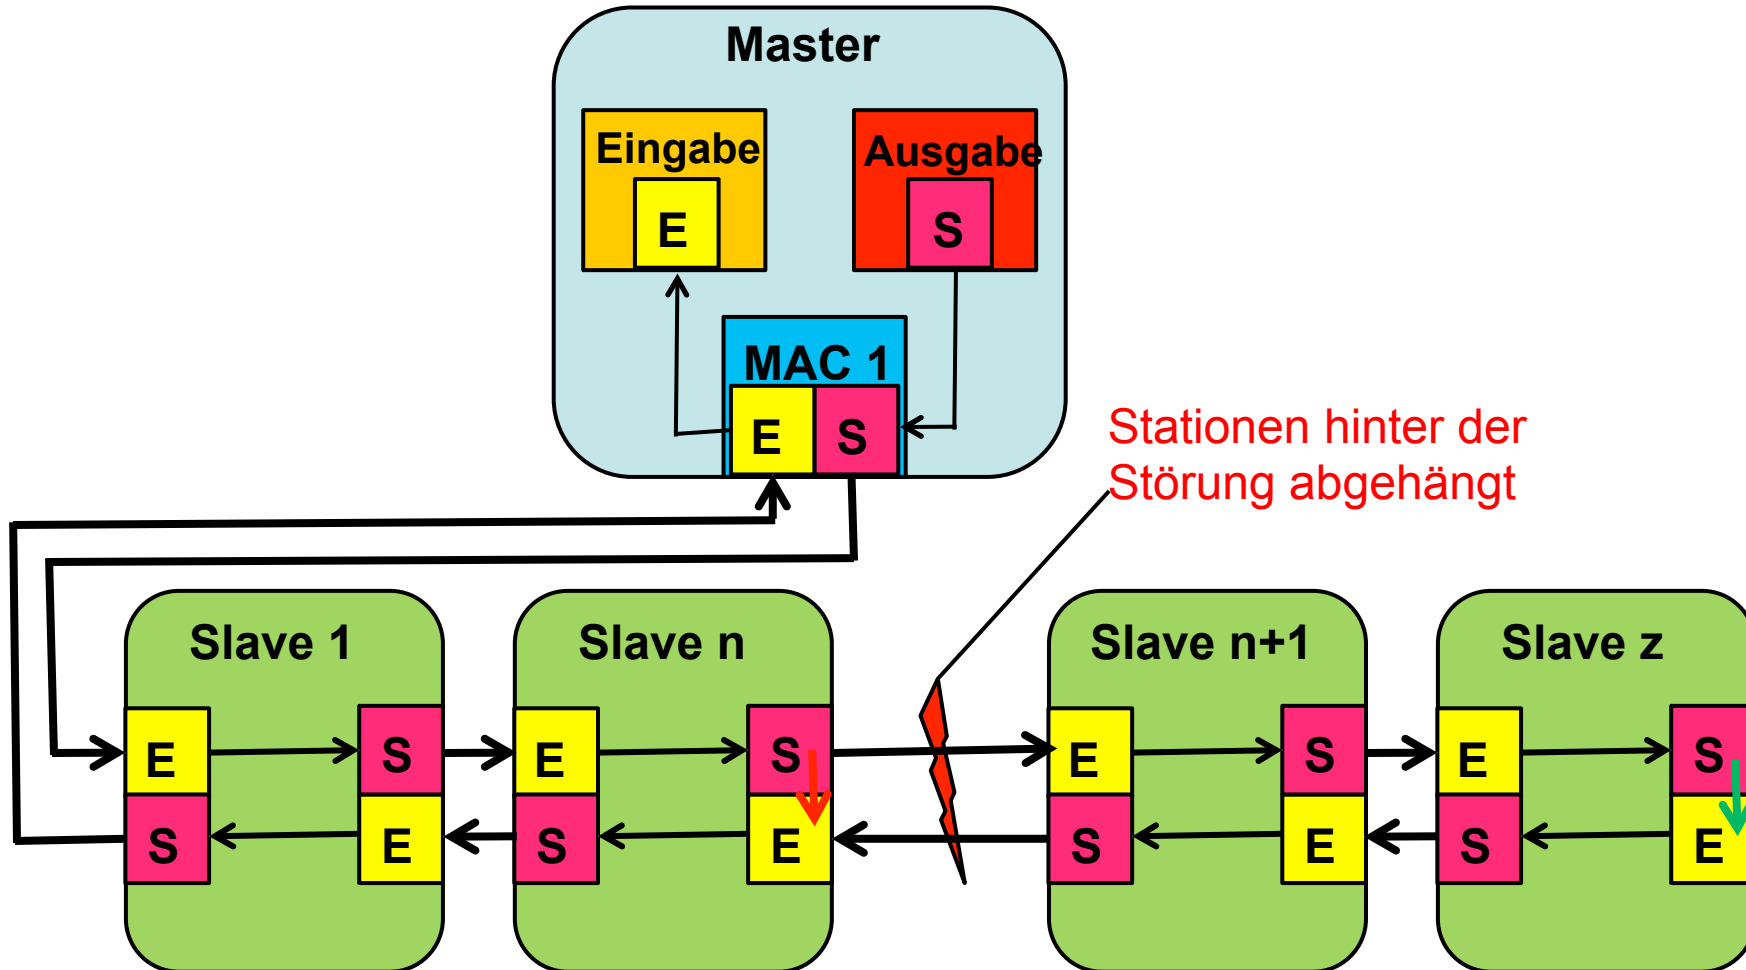 Master
Eingabe
Ausgabe
E
S
MAC 1
E S
Stationen hinter der
Störung abgehängt
Slave 1
Slave n
Slave n+1
Slave z
E S E S E S E S
S E S E S E S E